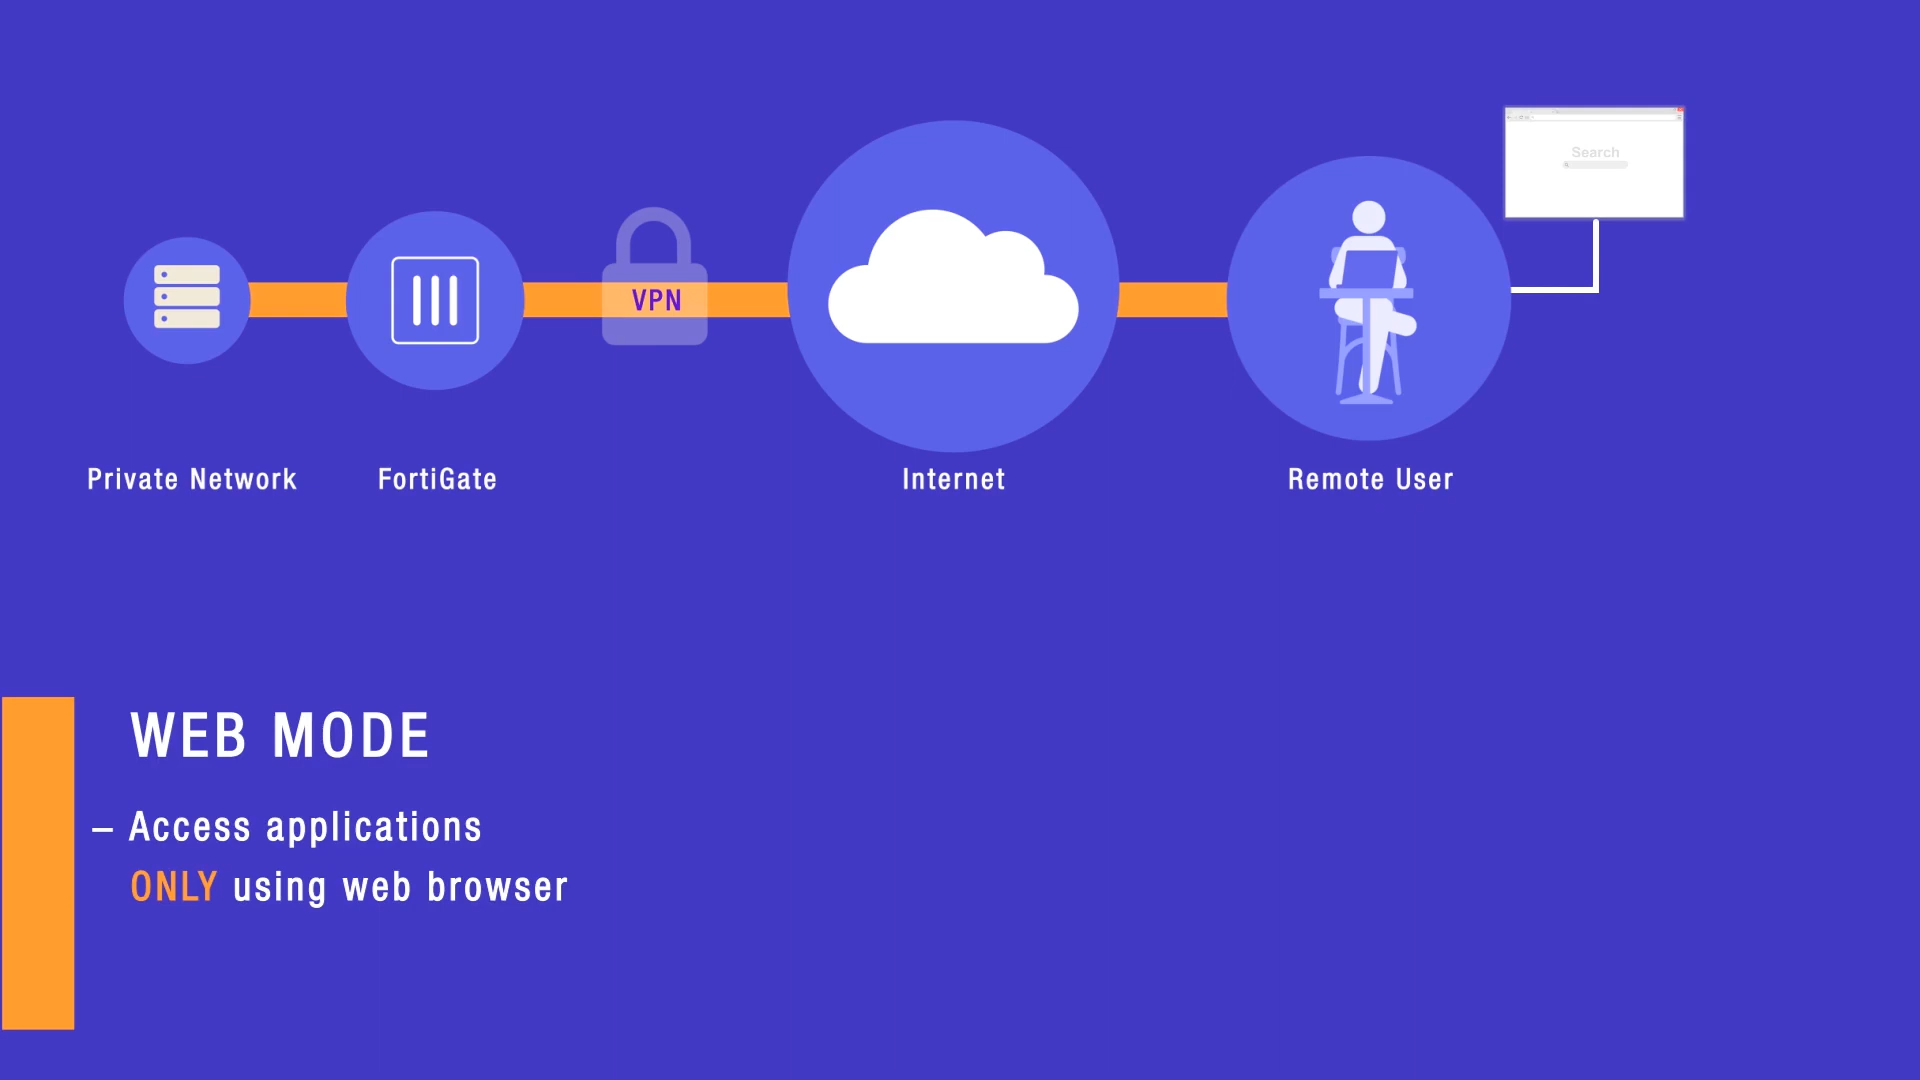 Search
VPN
Private Network
FortiGate
Internet
Remote User
WEB MODE
– Access applications
ONLY using web browser